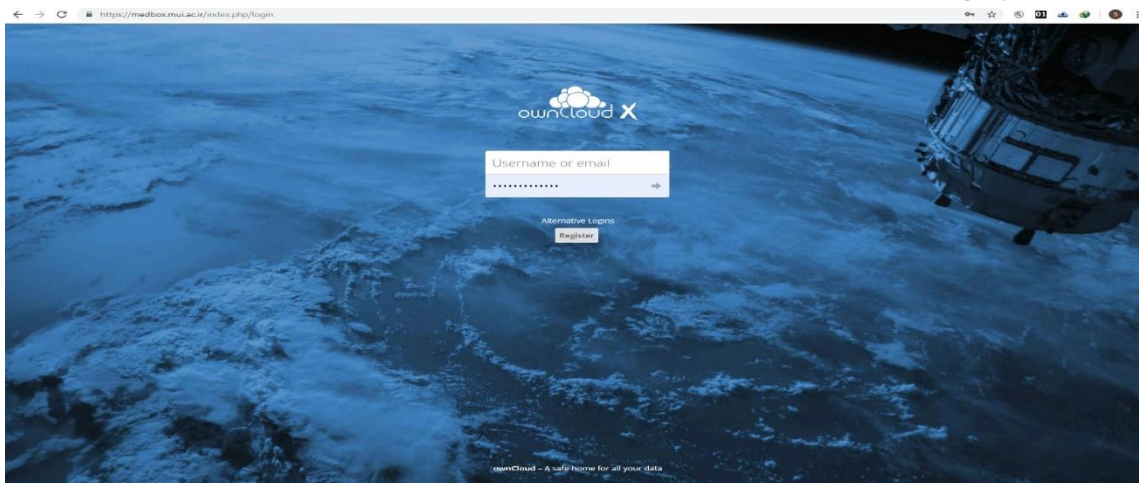 https://medbox.mui.ac.ir/index.php/login
ownCloud X
Username or email
•••••••••••••
Alternative Logins
Register
ownCloud – A safe home for all your data